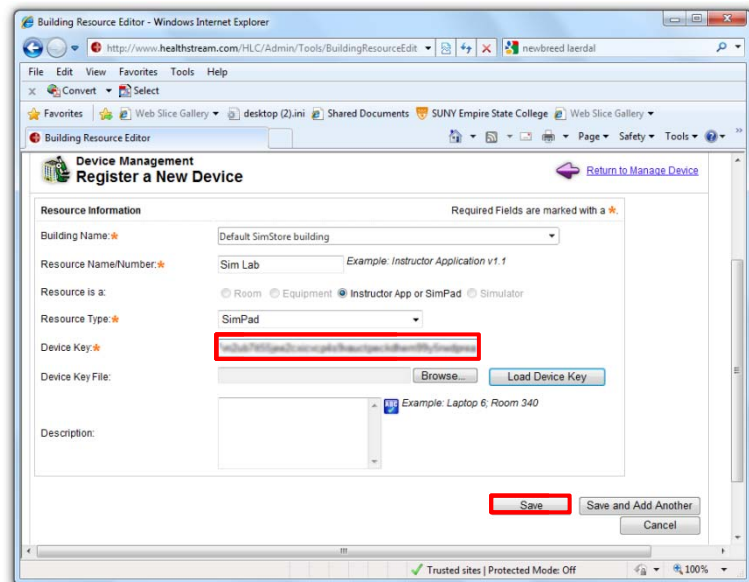 Building Resource Editor - Windows Internet Explorer
http://www.healthstream.com/HLC/Admin/Tools/BuildingResourceEdit newbreed laerdal
File Edit View Favorites Tools Help
x Convert Select
Favorites Web Slice Gallery desktop (2).ini Shared Documents SUNY Empire State College Web Slice Gallery
Building Resource Editor Page Safety Tools »
Device Management
Register a New Device Return to Manage Device
Resource Information Required Fields are marked with a *.
Building Name:* Default SimStore building
Resource Name/Number:* Sim Lab Example: Instructor Application v1.1
Resource is a: Room Equipment Instructor App or SimPad Simulator
Resource Type:* SimPad
Device Key:*
Device Key File: Browse... Load Device Key
ABC Example: Laptop 6; Room 340
Description:
Save Save and Add Another
Cancel
Trusted sites | Protected Mode: Off 100%